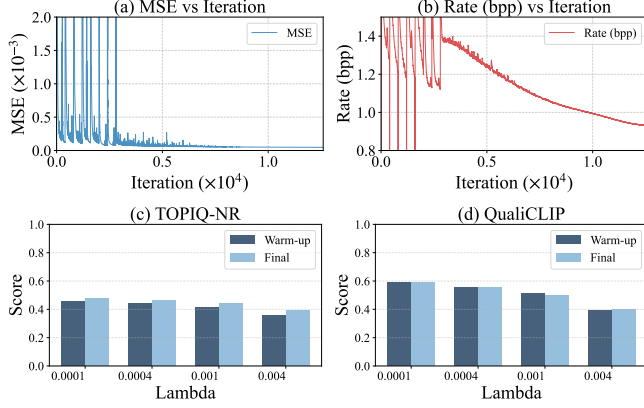 (a) MSE vs Iteration
MSE
MSE (×10⁻³)
2.0
1.5
1.0
0.5
0.0
0.0
0.5
1.0
Iteration (×10⁴)
(b) Rate (bpp) vs Iteration
Rate (bpp)
Rate (bpp)
1.4
1.2
1.0
0.8
0.0
0.5
1.0
Iteration (×10⁴)
(c) TOPIQ-NR
Warm-up
Final
Score
1.0
0.8
0.6
0.4
0.2
0.0
0.0001
0.0004
0.001
0.004
Lambda
(d) QualiCLIP
Warm-up
Final
Score
1.0
0.8
0.6
0.4
0.2
0.0
0.0001
0.0004
0.001
0.004
Lambda